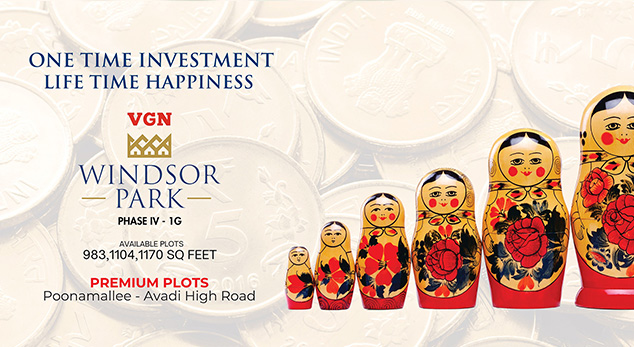 ONE TIME INVESTMENT
LIFE TIME HAPPINESS
VGN
WINDSOR
PARK
PHASE IV - 1G
AVAILABLE PLOTS
983,1104,1170 SQ FEET
PREMIUM PLOTS
Poonamallee - Avadi High Road